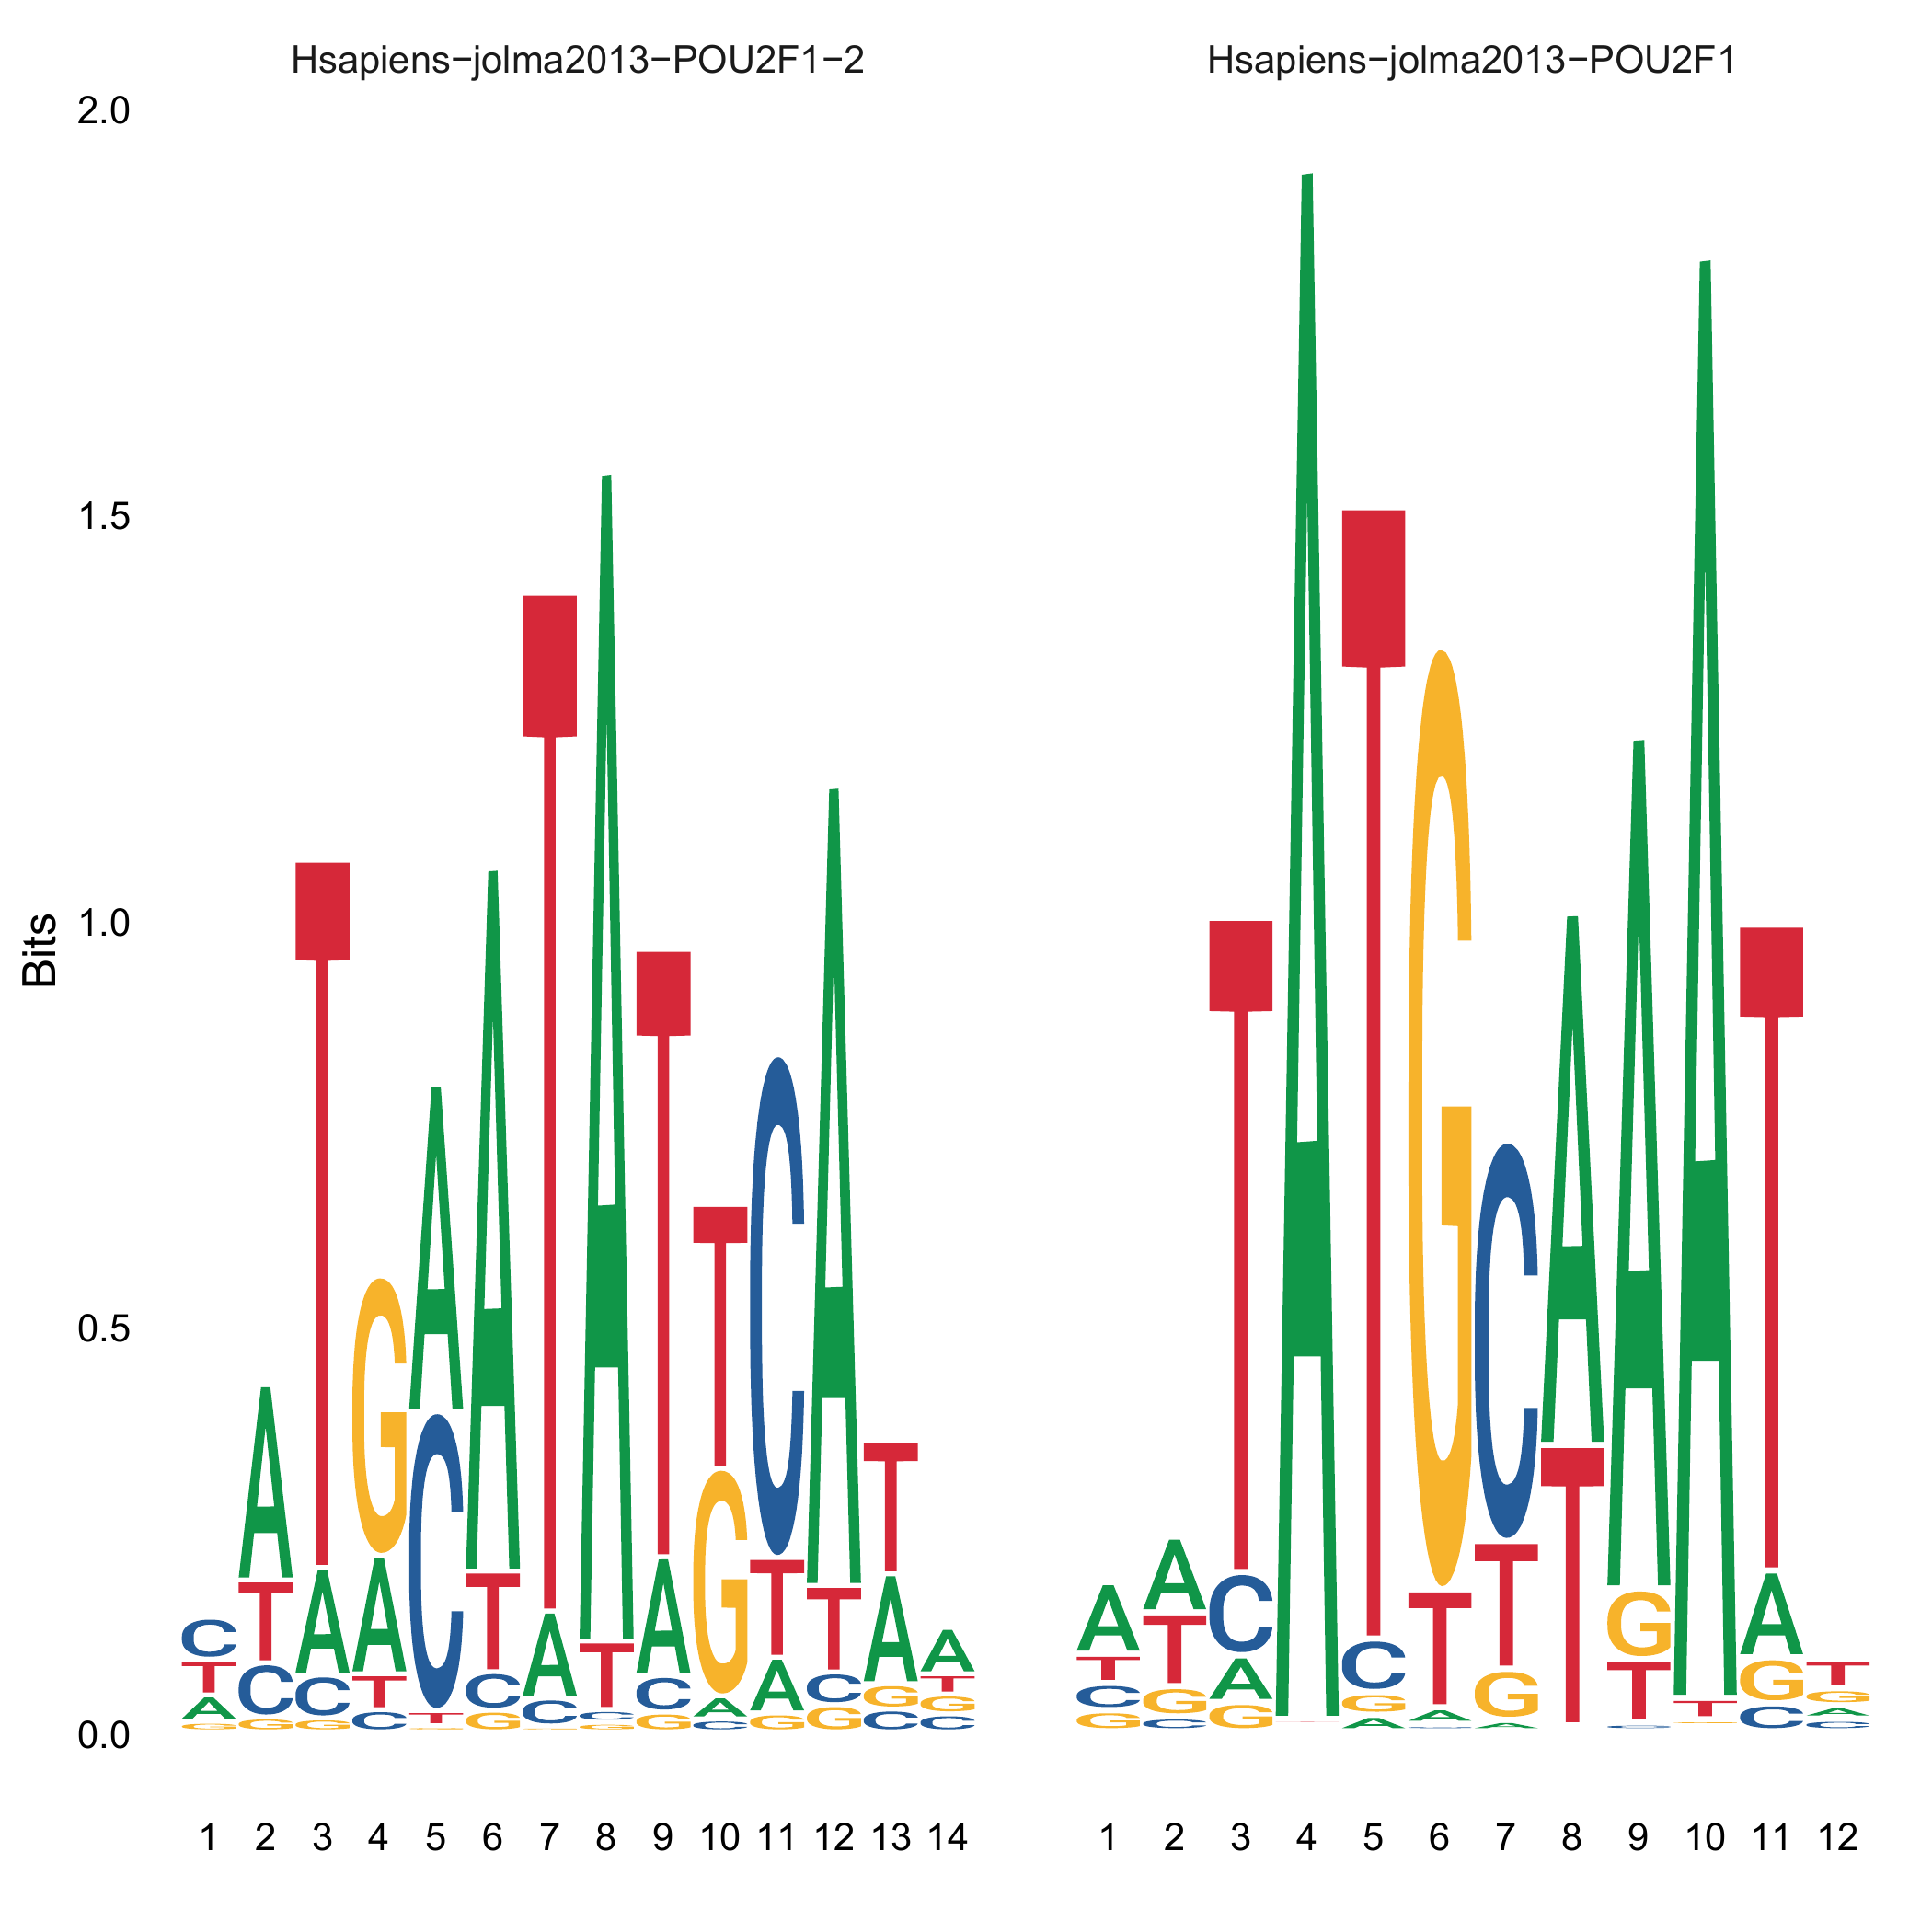 Hsapiens−jolma2013−POU2F1−2 Hsapiens−jolma2013−POU2F1
2.0
1.5
1.0
0.5
0.0
Bits
C A T G A A T A T T C A T A
T T A A C T A T A G T T A T
A C C T T C C C C A A C G G
G G G C G G G C G G C C
A A T A T G C A A A T T
T T C T C T T T G T A G
C G A G A G T G G A
G C G A C A C C C
1 2 3 4 5 6 7 8 9 10 11 12 13 14 1 2 3 4 5 6 7 8 9 10 11 12